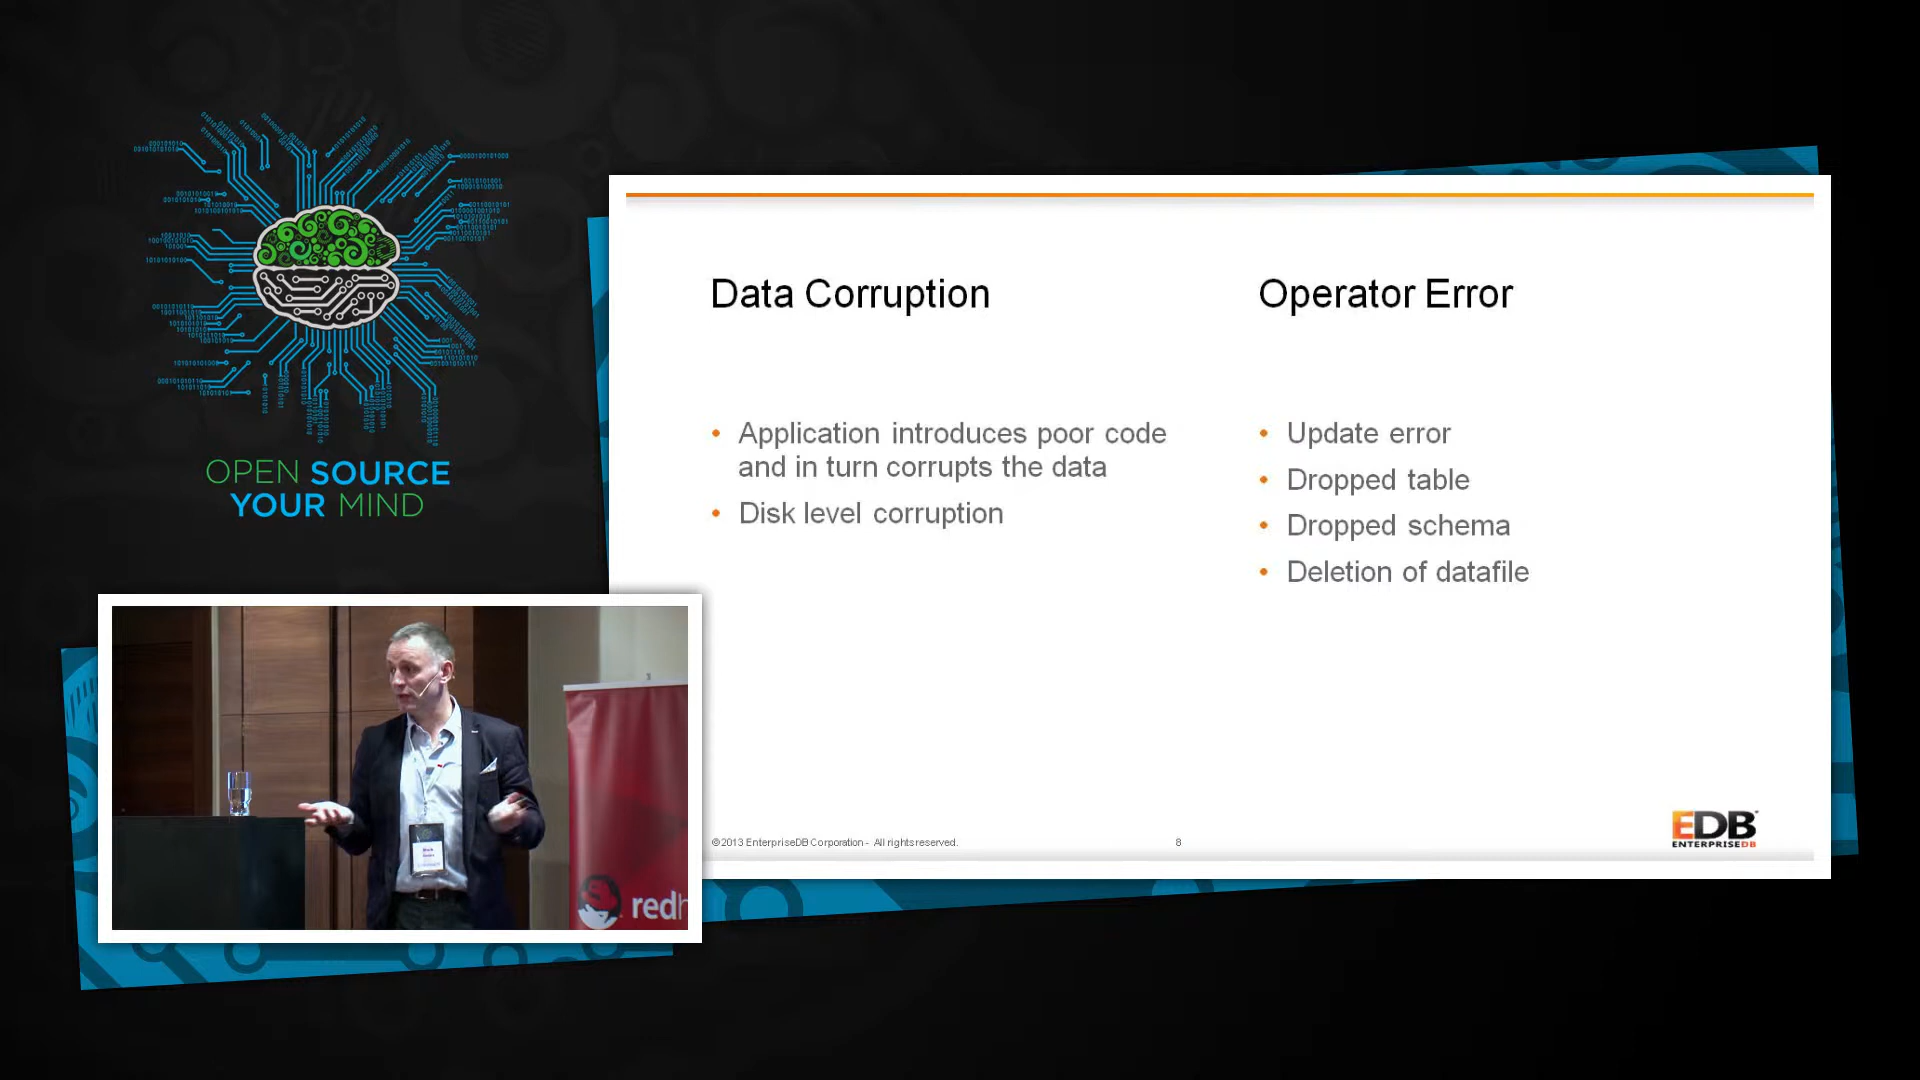 OPEN SOURCE
YOUR MIND
Data Corruption
Application introduces poor code
and in turn corrupts the data
Disk level corruption
Operator Error
Update error
Dropped table
Dropped schema
Deletion of datafile
©2013 EnterpriseDB Corporation - All rights reserved.
8
EDB
ENTERPRISEDB
redh